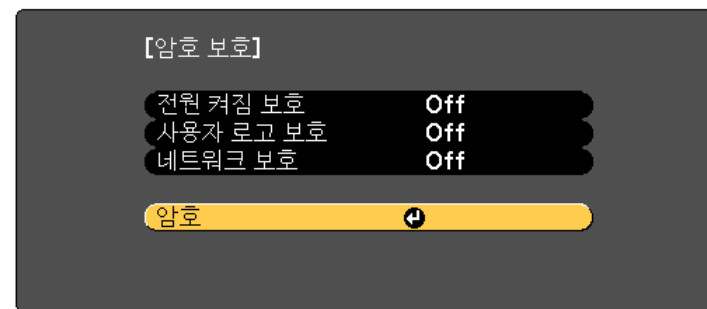 [암호 보호]
전원 켜짐 보호 Off
사용자 로고 보호 Off
네트워크 보호 Off
암호